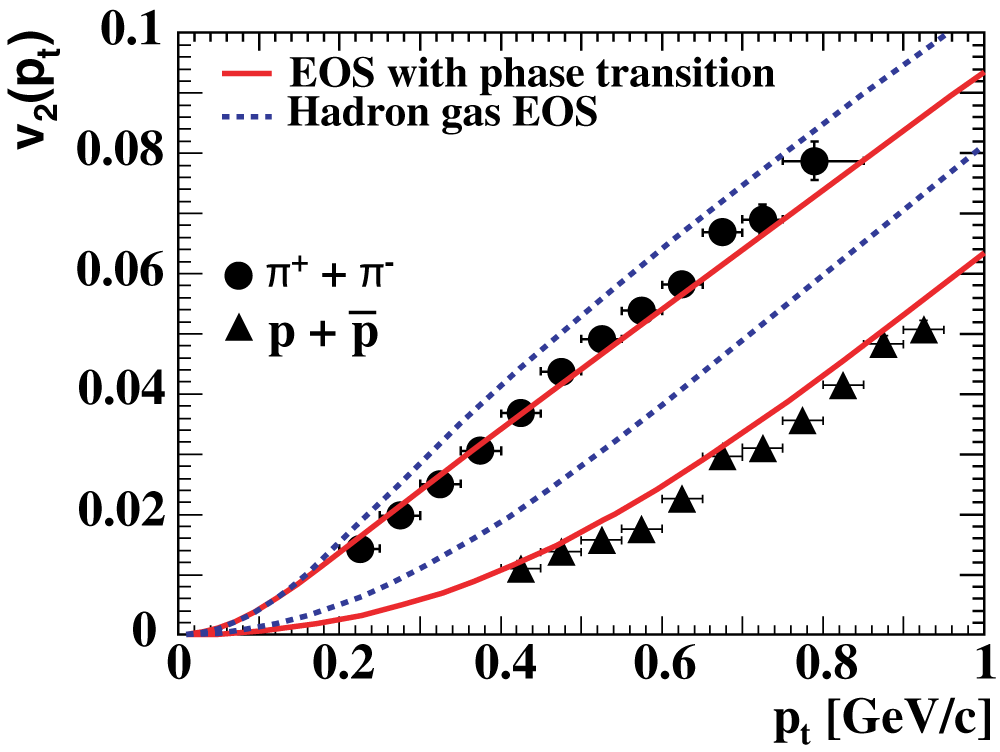 v₂(pₜ)
0.1
0.08
0.06
0.04
0.02
0
EOS with phase transition
Hadron gas EOS
π⁺ + π⁻
p + p̅
0 0.2 0.4 0.6 0.8 1
pₜ [GeV/c]